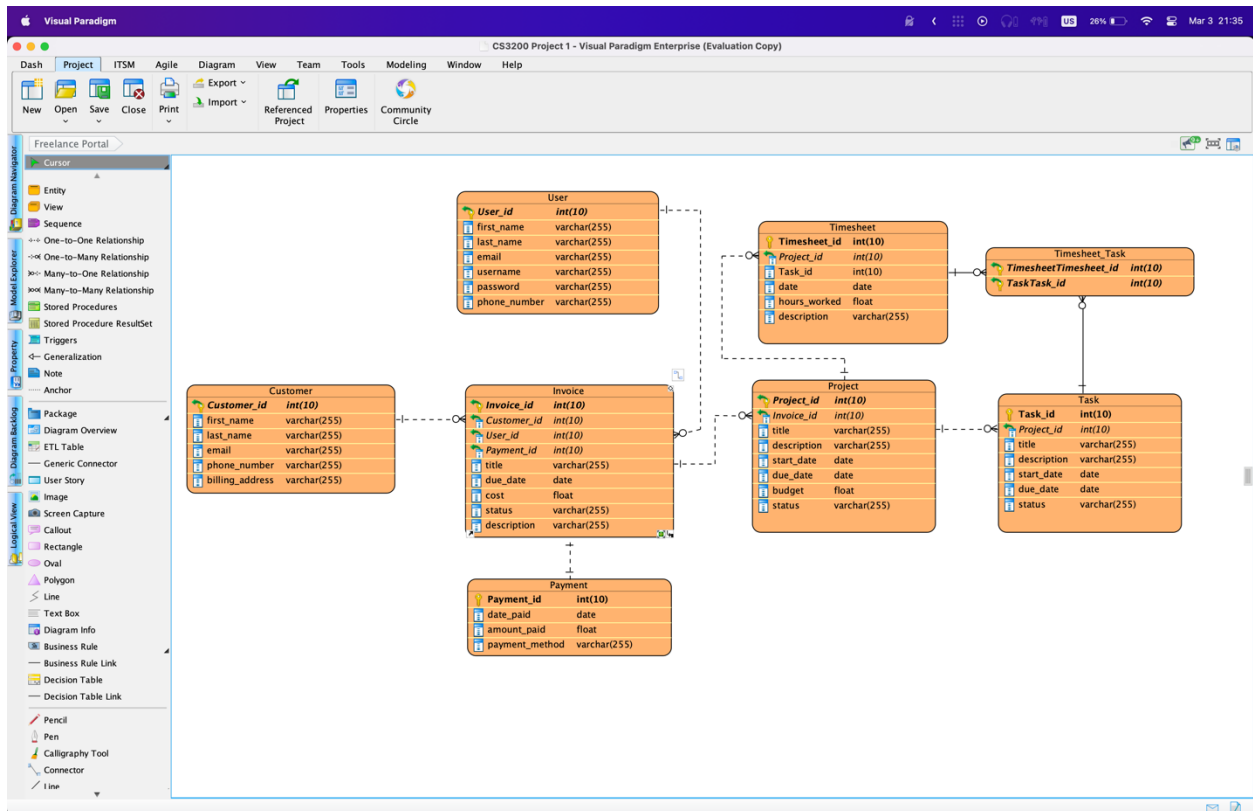 Visual Paradigm
US
26%
Mar 3 21:35
CS3200 Project 1 - Visual Paradigm Enterprise (Evaluation Copy)
Dash Project ITSM Agile Diagram View Team Tools Modeling Window Help
New
Open
Save
Close
Print
Export
Import
Referenced Project
Properties
Community Circle
Freelance Portal
Diagram Navigator
Model Explorer
Property
Diagram Backlog
Logical View
Cursor
Entity
View
Sequence
One-to-One Relationship
One-to-Many Relationship
Many-to-One Relationship
Many-to-Many Relationship
Stored Procedures
Stored Procedure ResultSet
Triggers
Generalization
Note
Anchor
Package
Diagram Overview
ETL Table
Generic Connector
User Story
Image
Screen Capture
Callout
Rectangle
Oval
Polygon
Line
Text Box
Diagram Info
Business Rule
Business Rule Link
Decision Table
Decision Table Link
Pencil
Pen
Calligraphy Tool
Connector
Line
User
User_id int(10)
first_name varchar(255)
last_name varchar(255)
email varchar(255)
username varchar(255)
password varchar(255)
phone_number varchar(255)
Timesheet
Timesheet_id int(10)
Project_id int(10)
Task_id int(10)
date date
hours_worked float
description varchar(255)
Timesheet_Task
TimesheetTimesheet_id int(10)
TaskTask_id int(10)
Customer
Customer_id int(10)
first_name varchar(255)
last_name varchar(255)
email varchar(255)
phone_number varchar(255)
billing_address varchar(255)
Invoice
Invoice_id int(10)
Customer_id int(10)
User_id int(10)
Payment_id int(10)
title varchar(255)
due_date date
cost float
status varchar(255)
description varchar(255)
Project
Project_id int(10)
Invoice_id int(10)
title varchar(255)
description varchar(255)
start_date date
due_date date
budget float
status varchar(255)
Task
Task_id int(10)
Project_id int(10)
title varchar(255)
description varchar(255)
start_date date
due_date date
status varchar(255)
Payment
Payment_id int(10)
date_paid date
amount_paid float
payment_method varchar(255)